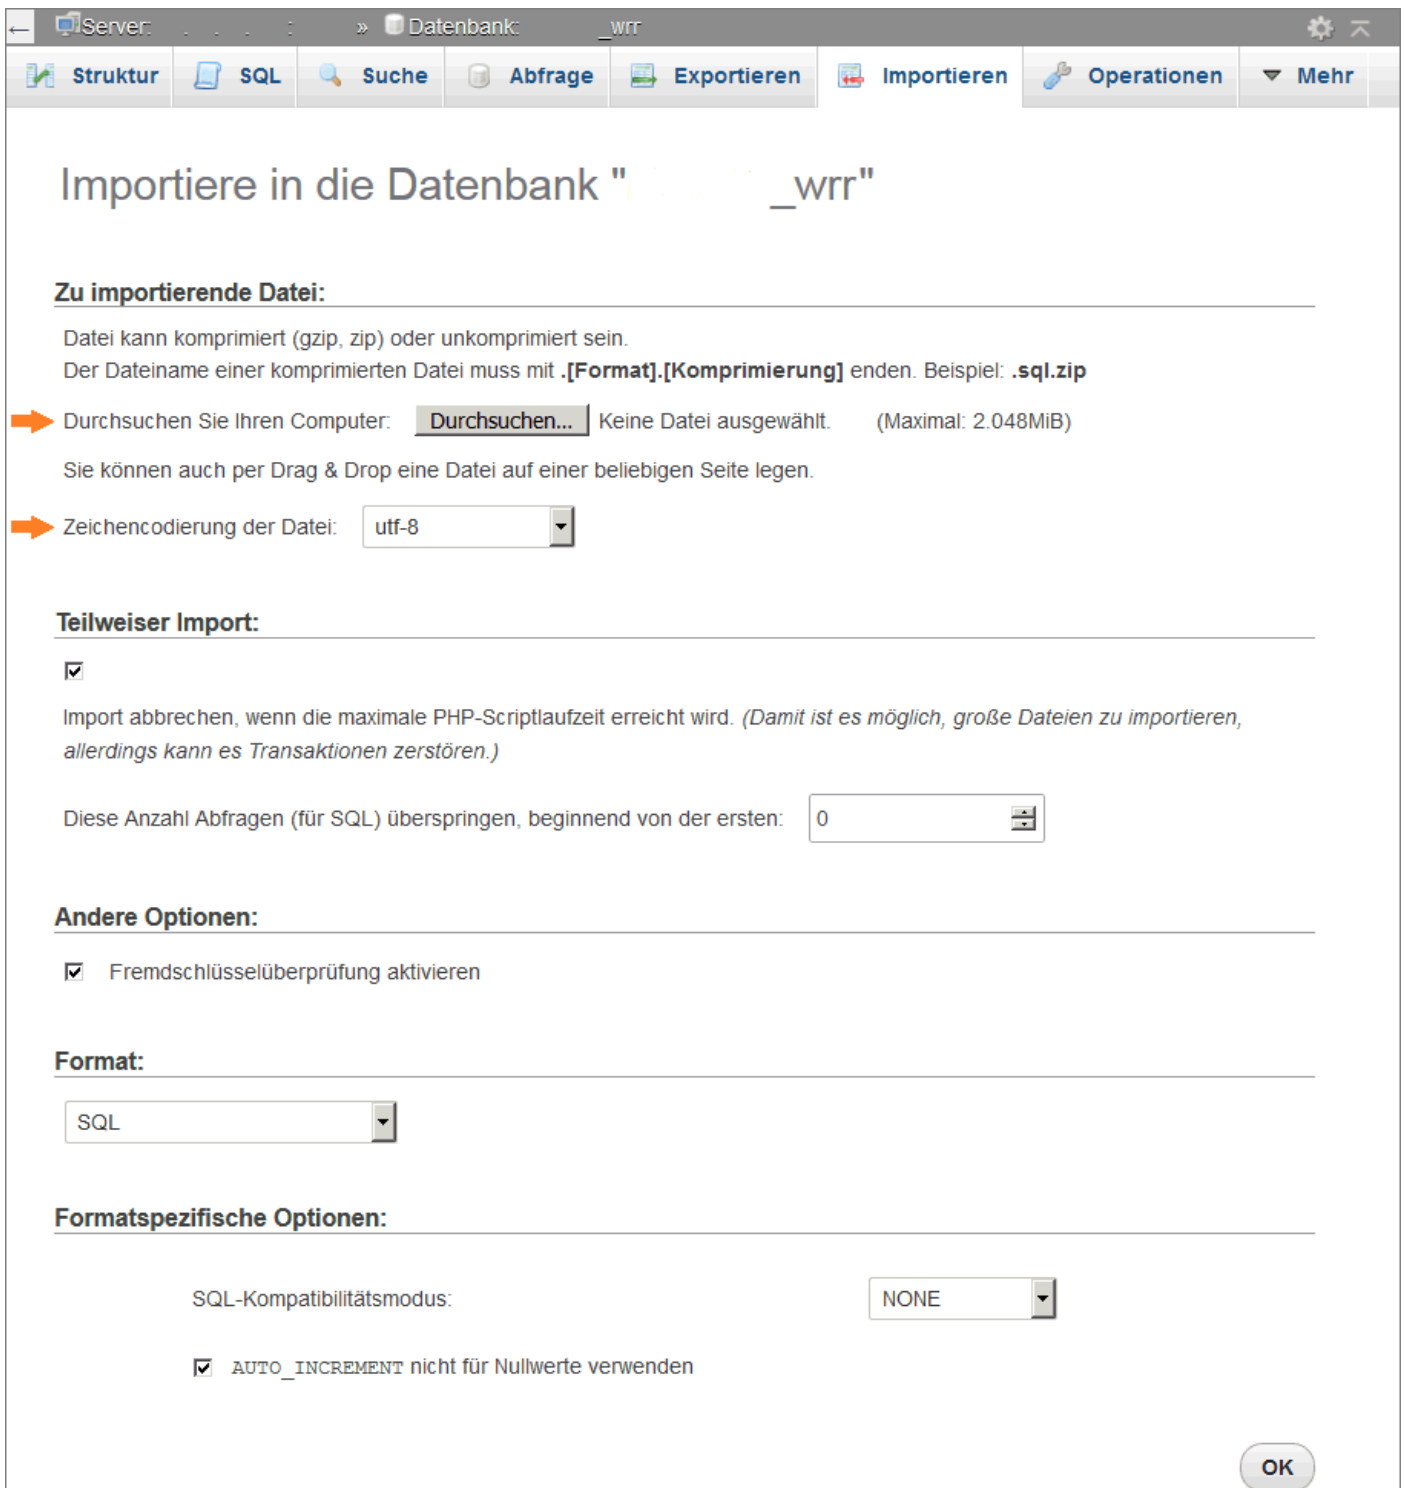 Server: . . . : » Datenbank: _wrr
Struktur SQL Suche Abfrage Exportieren Importieren Operationen Mehr
Importiere in die Datenbank " _wrr"
Zu importierende Datei:
Datei kann komprimiert (gzip, zip) oder unkomprimiert sein.
Der Dateiname einer komprimierten Datei muss mit .[Format].[Komprimierung] enden. Beispiel: .sql.zip
Durchsuchen Sie Ihren Computer: Durchsuchen... Keine Datei ausgewählt. (Maximal: 2.048MiB)
Sie können auch per Drag & Drop eine Datei auf einer beliebigen Seite legen.
Zeichencodierung der Datei: utf-8
Teilweiser Import:
Import abbrechen, wenn die maximale PHP-Scriptlaufzeit erreicht wird. (Damit ist es möglich, große Dateien zu importieren,
allerdings kann es Transaktionen zerstören.)
Diese Anzahl Abfragen (für SQL) überspringen, beginnend von der ersten: 0
Andere Optionen:
Fremdschlüsselüberprüfung aktivieren
Format:
SQL
Formatspezifische Optionen:
SQL-Kompatibilitätsmodus: NONE
AUTO_INCREMENT nicht für Nullwerte verwenden
OK